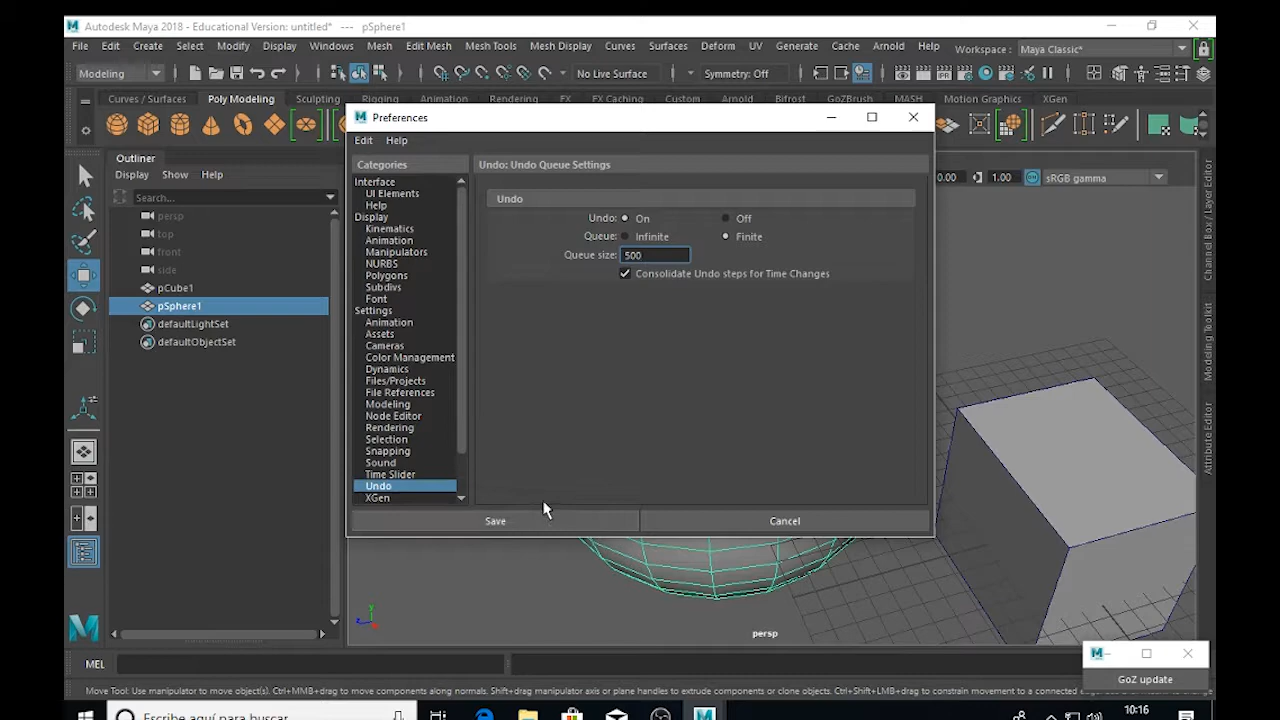 Autodesk Maya 2018 - Educational Version: untitled* --- pSphere1
File Edit Create Select Modify Display Windows Mesh Edit Mesh Mesh Tools Mesh Display Curves Surfaces Deform UV Generate Cache Arnold Help Workspace : Maya Classic*
Modeling No Live Surface Symmetry: Off
Curves / Surfaces Poly Modeling Sculpting Rigging Animation Rendering FX FX Caching Custom Arnold Bifrost GoZBrush MASH Motion Graphics XGen
Preferences
Edit Help
Categories
Undo: Undo Queue Settings
Interface
UI Elements
Help
Display
Kinematics
Animation
Manipulators
NURBS
Polygons
Subdivs
Font
Settings
Animation
Assets
Cameras
Color Management
Dynamics
Files/Projects
File References
Modeling
Node Editor
Rendering
Selection
Snapping
Sound
Time Slider
Undo
XGen
Undo
Undo: On Off
Queue: Infinite Finite
Queue size: 500
Consolidate Undo steps for Time Changes
Save Cancel
Outliner
Display Show Help
Search...
persp
top
front
side
pCube1
pSphere1
defaultLightSet
defaultObjectSet
0.00 1.00 sRGB gamma
Channel Box / Layer Editor
Modeling Toolkit
Attribute Editor
y
z
persp
M
GoZ update
MEL
Move Tool: Use manipulator to move object(s). Ctrl+MMB+drag to move components along normals. Shift+drag manipulator axis or plane handles to extrude components or clone objects. Ctrl+Shift+LMB+drag to constrain movement to a connected
Escribe aquí para buscar
10:16